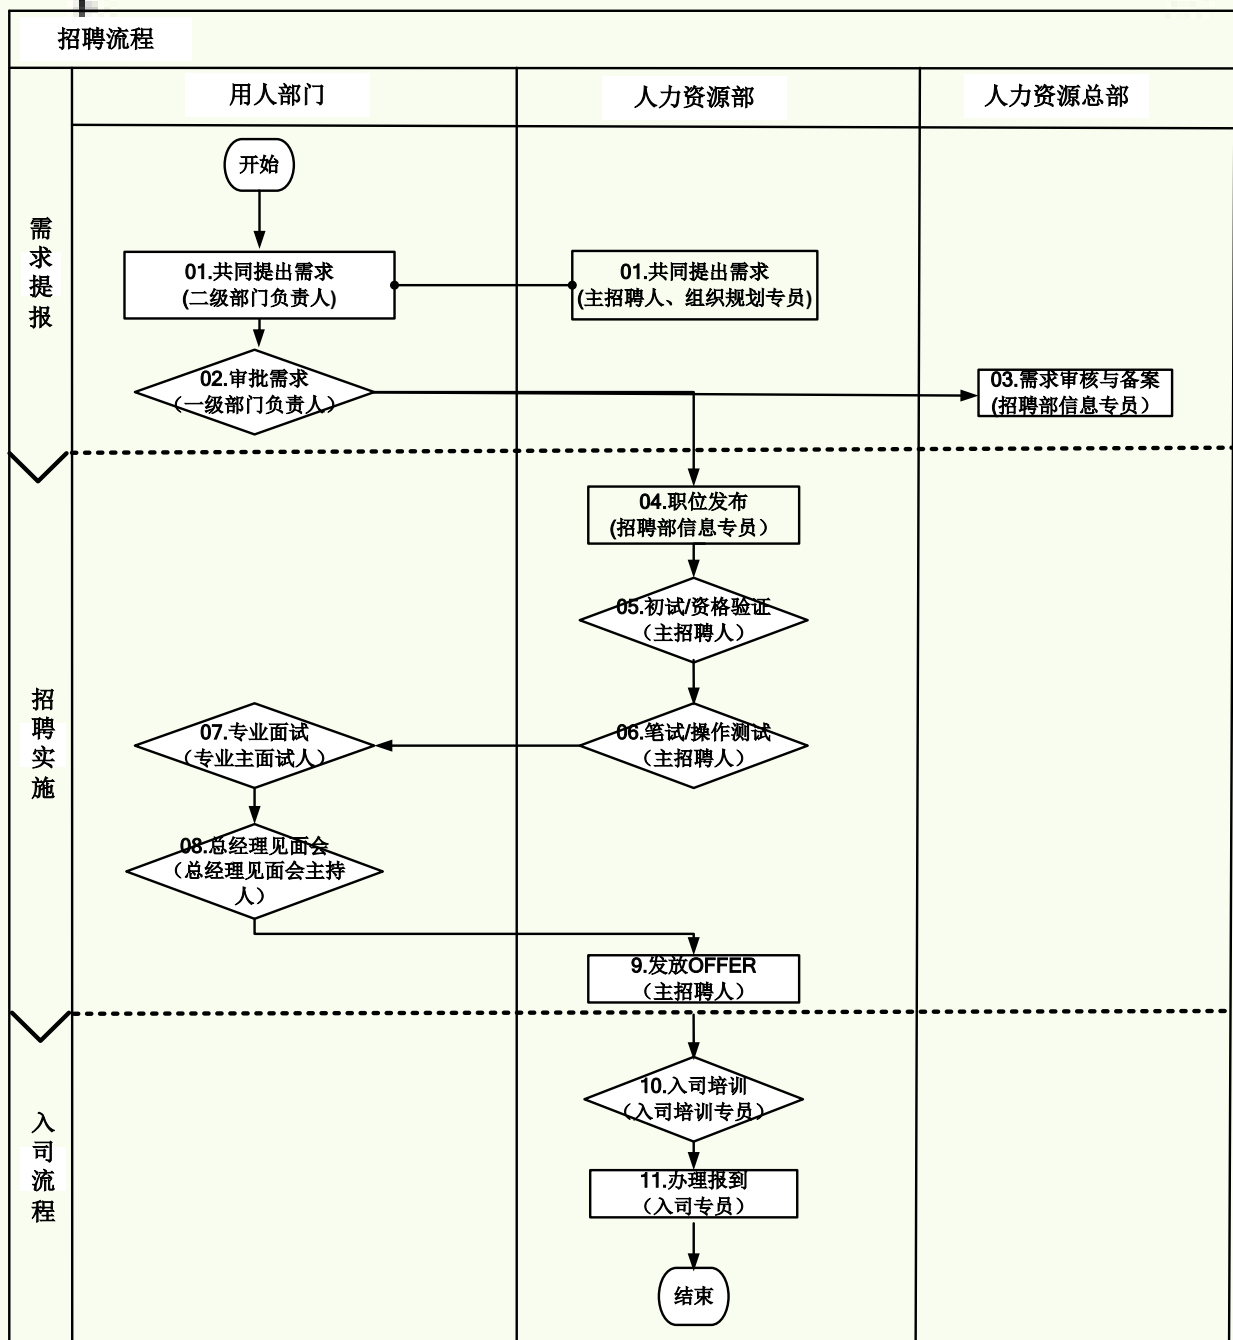 招聘流程
用人部门
人力资源部
人力资源总部
需求提报
开始
01.共同提出需求
(二级部门负责人)
01.共同提出需求
(主招聘人、组织规划专员)
02.审批需求
（一级部门负责人）
03.需求审核与备案
(招聘部信息专员）
招聘实施
04.职位发布
(招聘部信息专员）
05.初试/资格验证
（主招聘人）
06.笔试/操作测试
（主招聘人）
07.专业面试
（专业主面试人）
08.总经理见面会
（总经理见面会主持
人）
9.发放OFFER
（主招聘人）
入司流程
10.入司培训
（入司培训专员）
11.办理报到
（入司专员）
结束